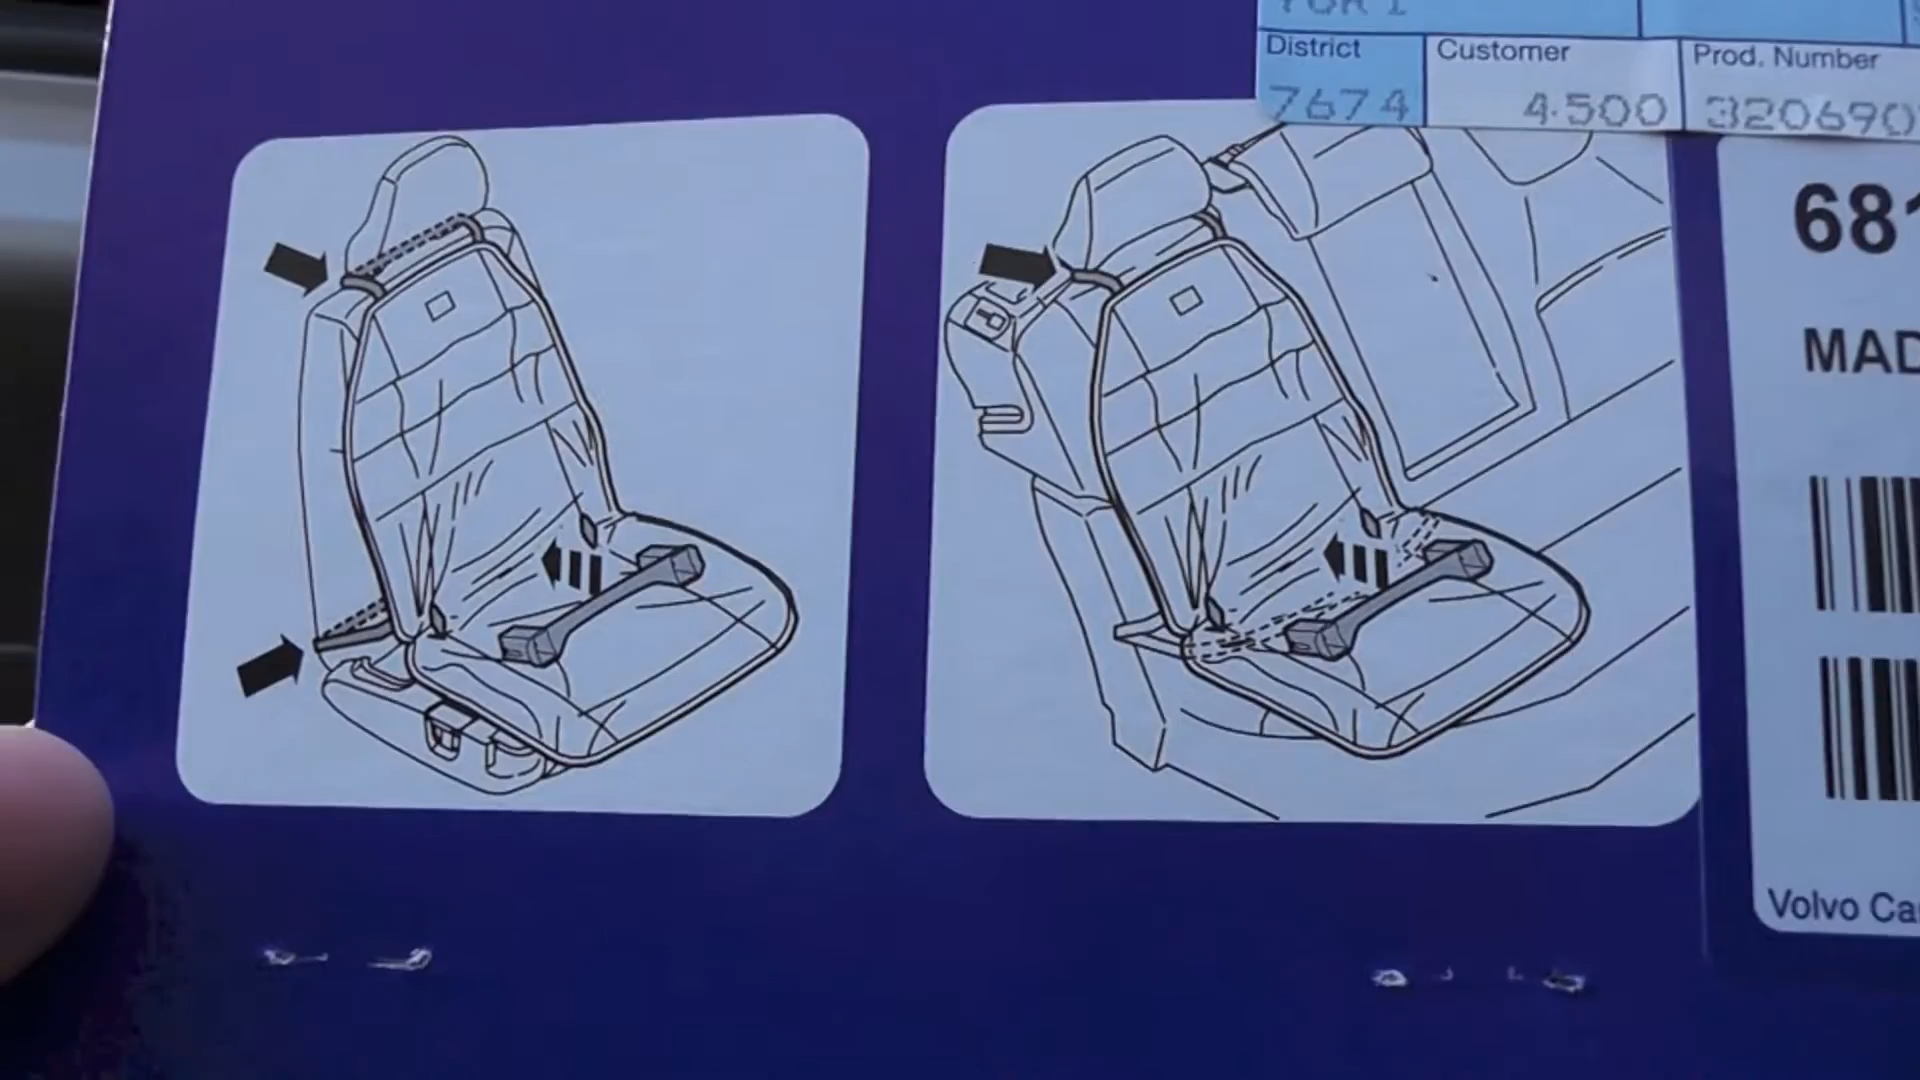 District
Customer
Prod. Number
7674
4.500
320690
681
MAD
Volvo Ca